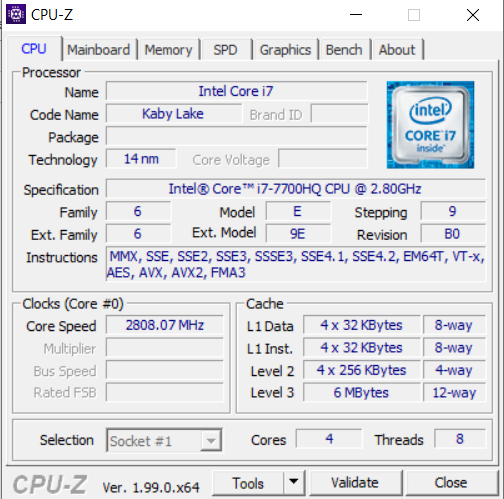 CPU-Z
CPU Mainboard Memory SPD Graphics Bench About
Processor
Name Intel Core i7
Code Name Kaby Lake Brand ID
Package
Technology 14 nm Core Voltage
intel
CORE i7
inside™
Specification Intel® Core™ i7-7700HQ CPU @ 2.80GHz
Family 6 Model E Stepping 9
Ext. Family 6 Ext. Model 9E Revision B0
Instructions MMX, SSE, SSE2, SSE3, SSSE3, SSE4.1, SSE4.2, EM64T, VT-x,
AES, AVX, AVX2, FMA3
Clocks (Core #0) Cache
Core Speed 2808.07 MHz L1 Data 4 x 32 KBytes 8-way
Multiplier L1 Inst. 4 x 32 KBytes 8-way
Bus Speed Level 2 4 x 256 KBytes 4-way
Rated FSB Level 3 6 MBytes 12-way
Selection Socket #1 Cores 4 Threads 8
CPU-Z Ver. 1.99.0.x64 Tools Validate Close